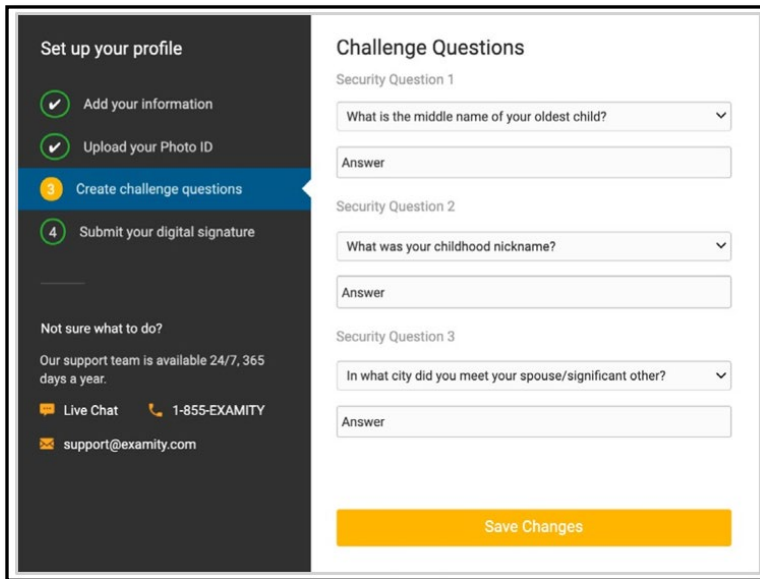 Set up your profile
✔ Add your information
✔ Upload your Photo ID
3 Create challenge questions
4 Submit your digital signature
Not sure what to do?
Our support team is available 24/7, 365
days a year.
Live Chat 1-855-EXAMITY
support@examity.com
Challenge Questions
Security Question 1
What is the middle name of your oldest child?
Answer
Security Question 2
What was your childhood nickname?
Answer
Security Question 3
In what city did you meet your spouse/significant other?
Answer
Save Changes